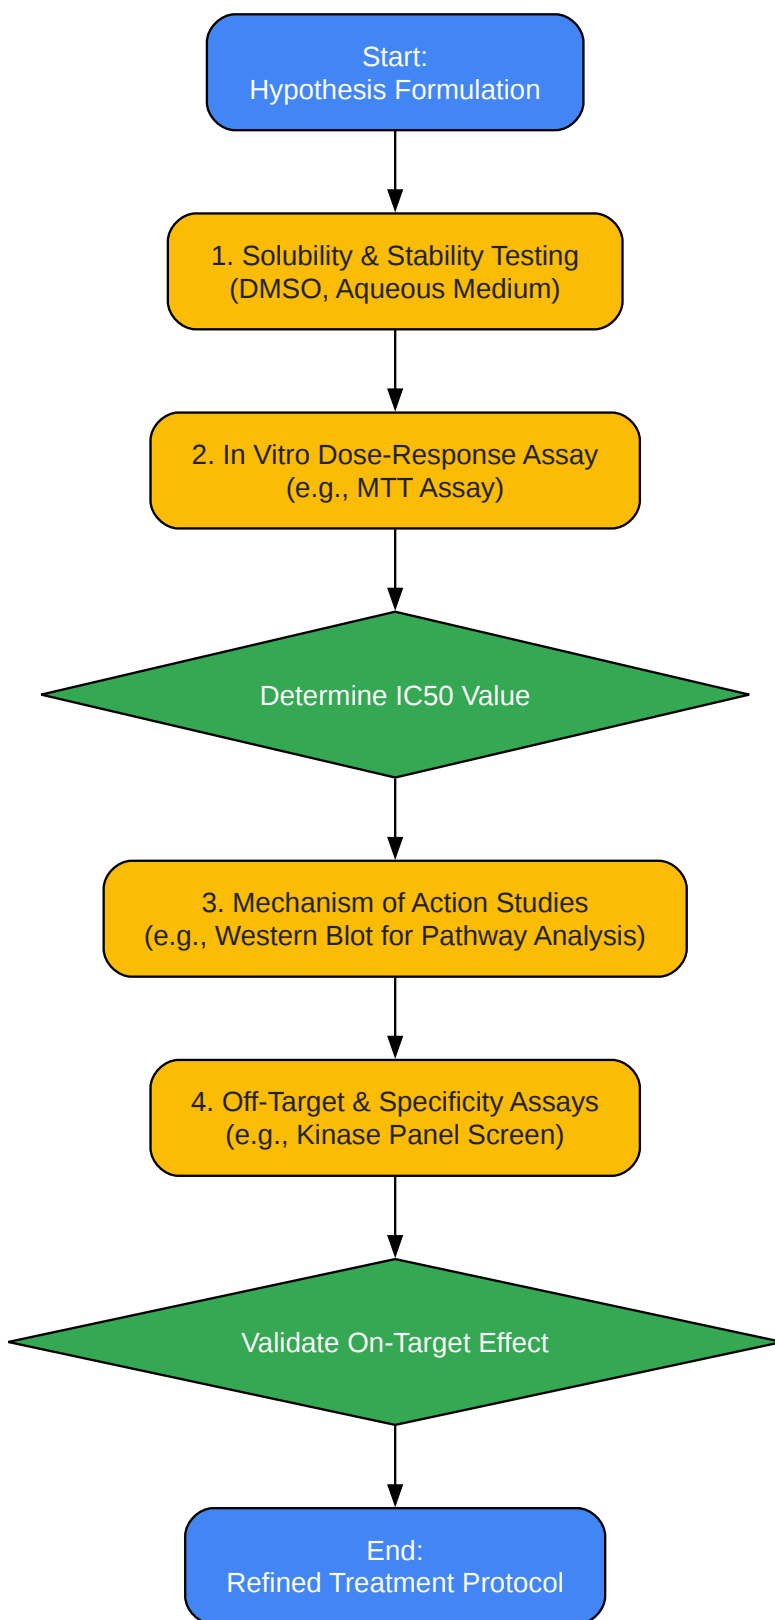 Start:
Hypothesis Formulation
1. Solubility & Stability Testing
(DMSO, Aqueous Medium)
2. In Vitro Dose-Response Assay
(e.g., MTT Assay)
Determine IC50 Value
3. Mechanism of Action Studies
(e.g., Western Blot for Pathway Analysis)
4. Off-Target & Specificity Assays
(e.g., Kinase Panel Screen)
Validate On-Target Effect
End:
Refined Treatment Protocol